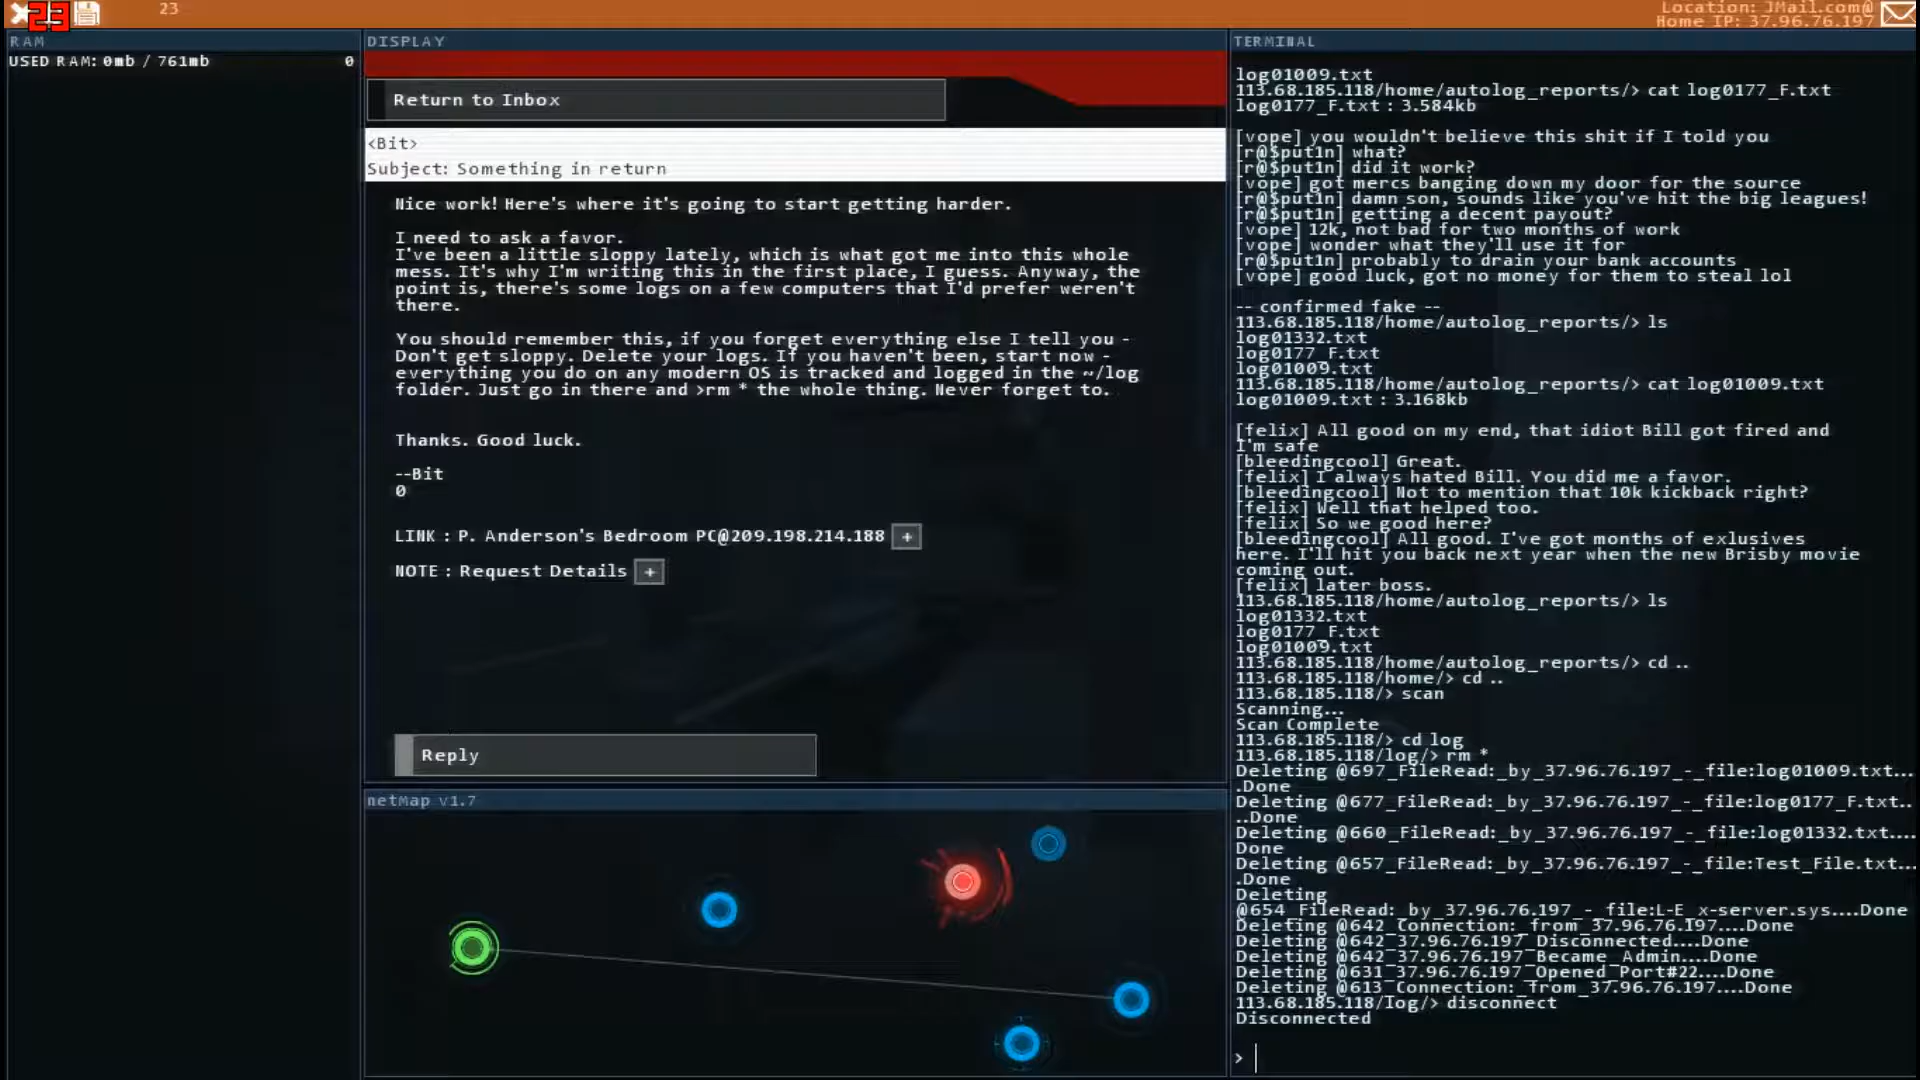 23
23
Location: JMail.com@
Home IP: 37.96.76.197
RAM
USED RAM: 0mb / 761mb
0
DISPLAY
Return to Inbox
<Bit>
Subject: Something in return
Nice work! Here's where it's going to start getting harder.
I need to ask a favor.
I've been a little sloppy lately, which is what got me into this whole
mess. It's why I'm writing this in the first place, I guess. Anyway, the
point is, there's some logs on a few computers that I'd prefer weren't
there.
You should remember this, if you forget everything else I tell you -
Don't get sloppy. Delete your logs. If you haven't been, start now -
everything you do on any modern OS is tracked and logged in the ~/log
folder. Just go in there and >rm * the whole thing. Never forget to.
Thanks. Good luck.
--Bit
0
LINK : P. Anderson's Bedroom PC@209.198.214.188 +
NOTE : Request Details +
Reply
netMap v1.7
TERMINAL
log01009.txt
113.68.185.118/home/autolog_reports/> cat log0177_F.txt
log0177_F.txt : 3.584kb
[vope] you wouldn't believe this shit if I told you
[r@$put1n] what?
[r@$put1n] did it work?
[vope] got mercs banging down my door for the source
[r@$put1n] damn son, sounds like you've hit the big leagues!
[r@$put1n] getting a decent payout?
[vope] 12k, not bad for two months of work
[vope] wonder what they'll use it for
[r@$put1n] probably to drain your bank accounts
[vope] good luck, got no money for them to steal lol
-- confirmed fake --
113.68.185.118/home/autolog_reports/> ls
log01332.txt
log0177_F.txt
log01009.txt
113.68.185.118/home/autolog_reports/> cat log01009.txt
log01009.txt : 3.168kb
[felix] All good on my end, that idiot Bill got fired and
I'm safe
[bleedingcool] Great.
[felix] I always hated Bill. You did me a favor.
[bleedingcool] Not to mention that 10k kickback right?
[felix] Well that helped too.
[felix] So we good here?
[bleedingcool] All good. I've got months of exlusives
here. I'll hit you back next year when the new Brisby movie
coming out.
[felix] later boss.
113.68.185.118/home/autolog_reports/> ls
log01332.txt
log0177_F.txt
log01009.txt
113.68.185.118/home/autolog_reports/> cd ..
113.68.185.118/home/> cd ..
113.68.185.118/> scan
Scanning...
Scan Complete
113.68.185.118/> cd log
113.68.185.118/log/> rm *
Deleting @697_FileRead:_by_37.96.76.197_-_file:log01009.txt...
.Done
Deleting @677_FileRead:_by_37.96.76.197_-_file:log0177_F.txt..
..Done
Deleting @660_FileRead:_by_37.96.76.197_-_file:log01332.txt....
Done
Deleting @657_FileRead:_by_37.96.76.197_-_file:Test_File.txt...
.Done
Deleting
@654_FileRead:_by_37.96.76.197_-_file:L-E_x-server.sys....Done
Deleting @642_Connection:_from_37.96.76.197....Done
Deleting @642_37.96.76.197_Disconnected....Done
Deleting @642_37.96.76.197_Became_Admin....Done
Deleting @631_37.96.76.197_Opened_Port#22....Done
Deleting @613_Connection:_from_37.96.76.197....Done
113.68.185.118/log/> disconnect
Disconnected
>